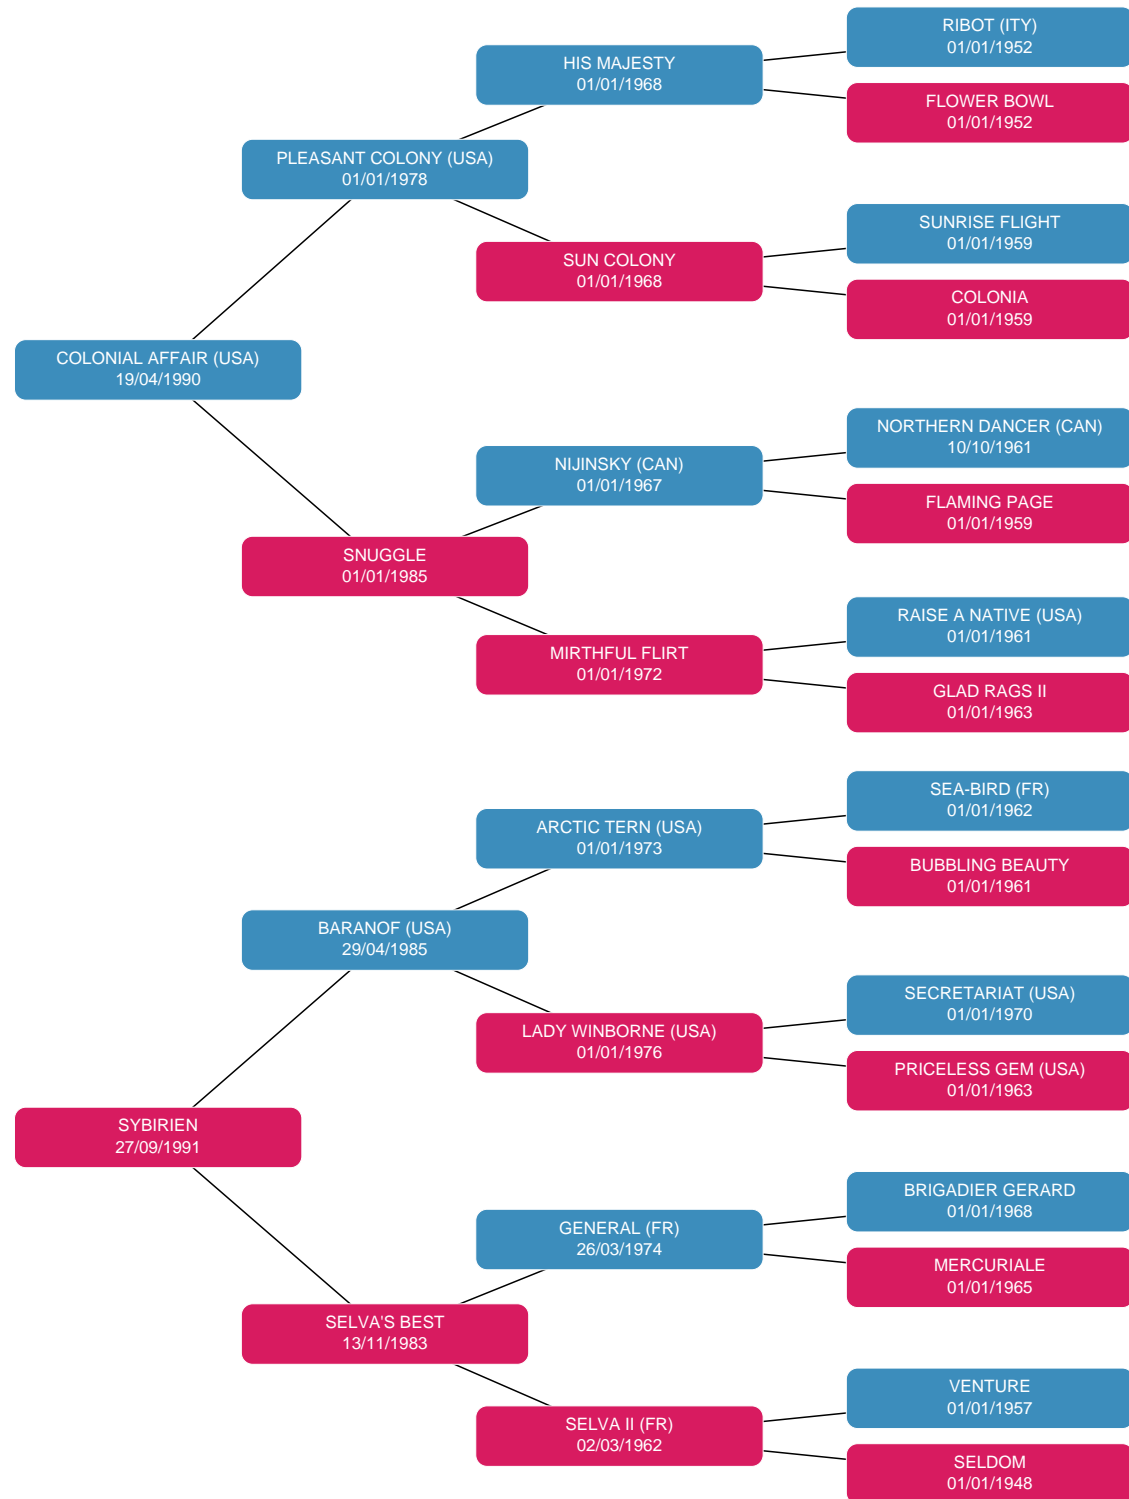 RIBOT (ITY)
01/01/1952
HIS MAJESTY
01/01/1968
FLOWER BOWL
01/01/1952
PLEASANT COLONY (USA)
01/01/1978
SUNRISE FLIGHT
01/01/1959
SUN COLONY
01/01/1968
COLONIA
01/01/1959
COLONIAL AFFAIR (USA)
19/04/1990
NORTHERN DANCER (CAN)
10/10/1961
NIJINSKY (CAN)
01/01/1967
FLAMING PAGE
01/01/1959
SNUGGLE
01/01/1985
RAISE A NATIVE (USA)
01/01/1961
MIRTHFUL FLIRT
01/01/1972
GLAD RAGS II
01/01/1963
SEA-BIRD (FR)
01/01/1962
ARCTIC TERN (USA)
01/01/1973
BUBBLING BEAUTY
01/01/1961
BARANOF (USA)
29/04/1985
SECRETARIAT (USA)
01/01/1970
LADY WINBORNE (USA)
01/01/1976
PRICELESS GEM (USA)
01/01/1963
SYBIRIEN
27/09/1991
BRIGADIER GERARD
01/01/1968
GENERAL (FR)
26/03/1974
MERCURIALE
01/01/1965
SELVA'S BEST
13/11/1983
VENTURE
01/01/1957
SELVA II (FR)
02/03/1962
SELDOM
01/01/1948